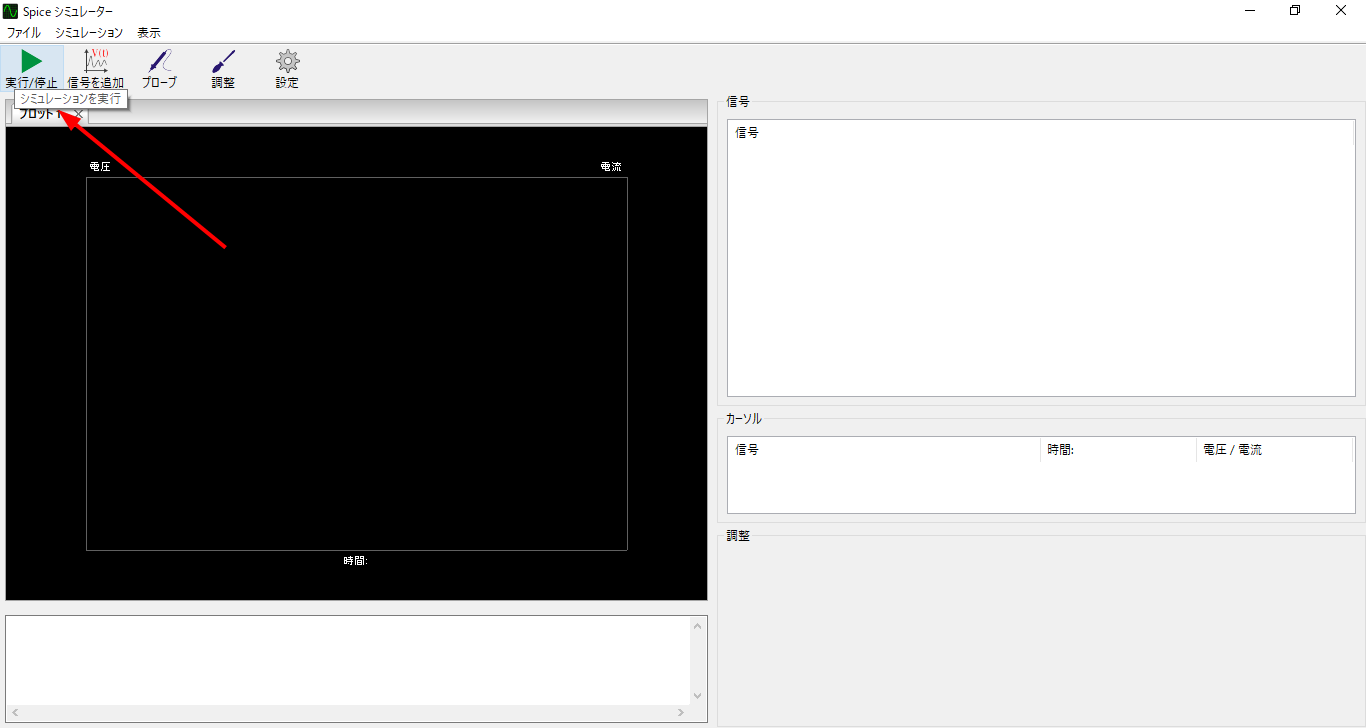 Spice シミュレーター
ファイル シミュレーション 表示
V(t)
実行/停止 信号を追加 プローブ 調整 設定
シミュレーションを実行
プロット1
電圧 電流
時間:
信号
信号
カーソル
信号 時間: 電圧 / 電流
調整